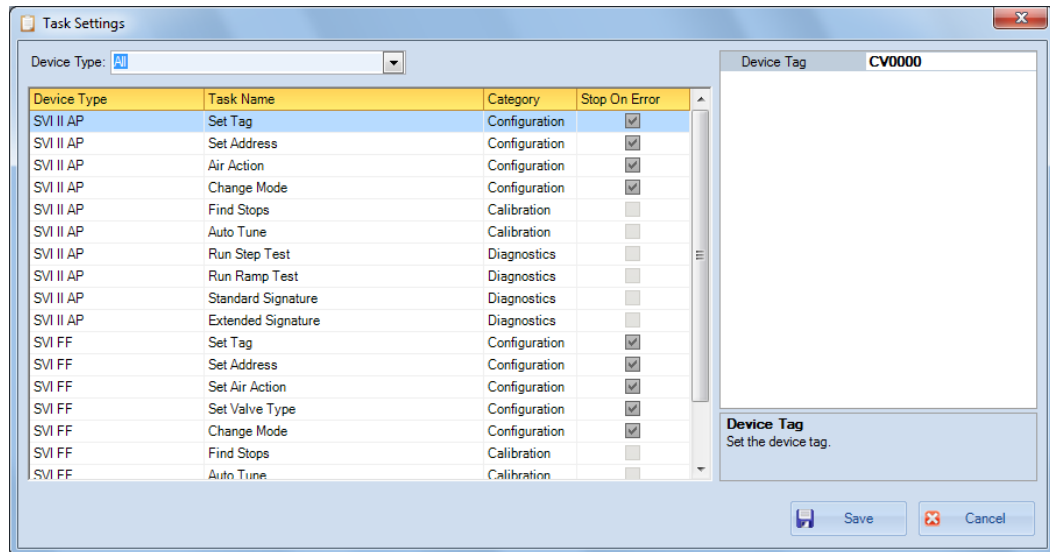 Task Settings
Device Type: All
Device Tag CV0000
Device Type Task Name Category Stop On Error
SVI II AP Set Tag Configuration
SVI II AP Set Address Configuration
SVI II AP Air Action Configuration
SVI II AP Change Mode Configuration
SVI II AP Find Stops Calibration
SVI II AP Auto Tune Calibration
SVI II AP Run Step Test Diagnostics
SVI II AP Run Ramp Test Diagnostics
SVI II AP Standard Signature Diagnostics
SVI II AP Extended Signature Diagnostics
SVI FF Set Tag Configuration
SVI FF Set Address Configuration
SVI FF Set Air Action Configuration
SVI FF Set Valve Type Configuration
SVI FF Change Mode Configuration
SVI FF Find Stops Calibration
SVI FF Auto Tune Calibration
Device Tag
Set the device tag.
Save Cancel